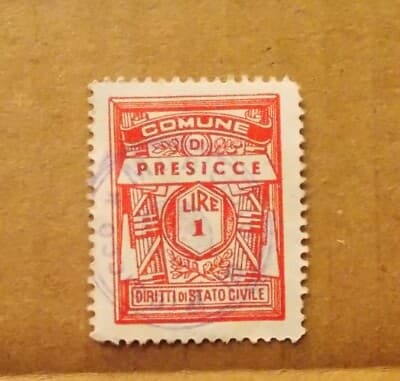 COMUNE
DI
PRESICCE
LIRE
1
DIRITTI DI STATO CIVILE